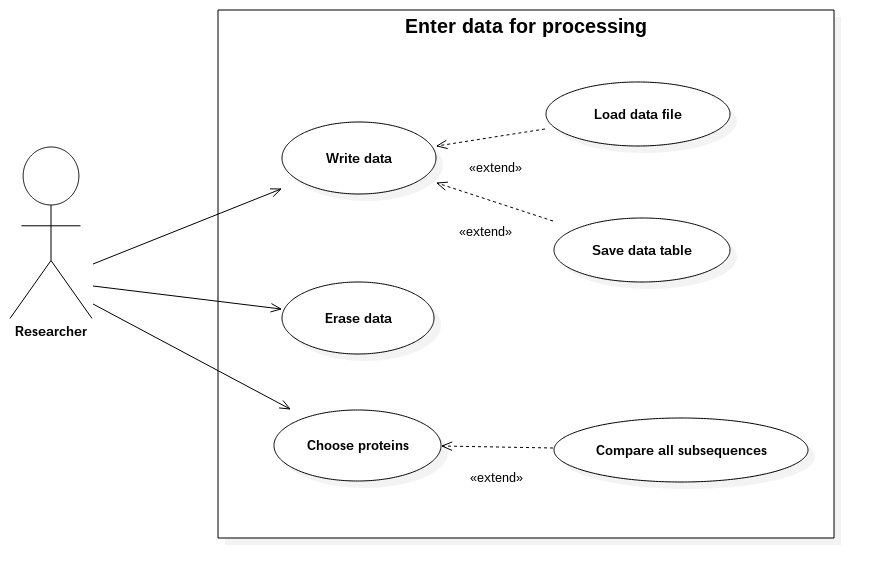 Enter data for processing
Load data file
Write data
«extend»
«extend»
Save data table
Erase data
Researcher
Choose proteins
Compare all subsequences
«extend»